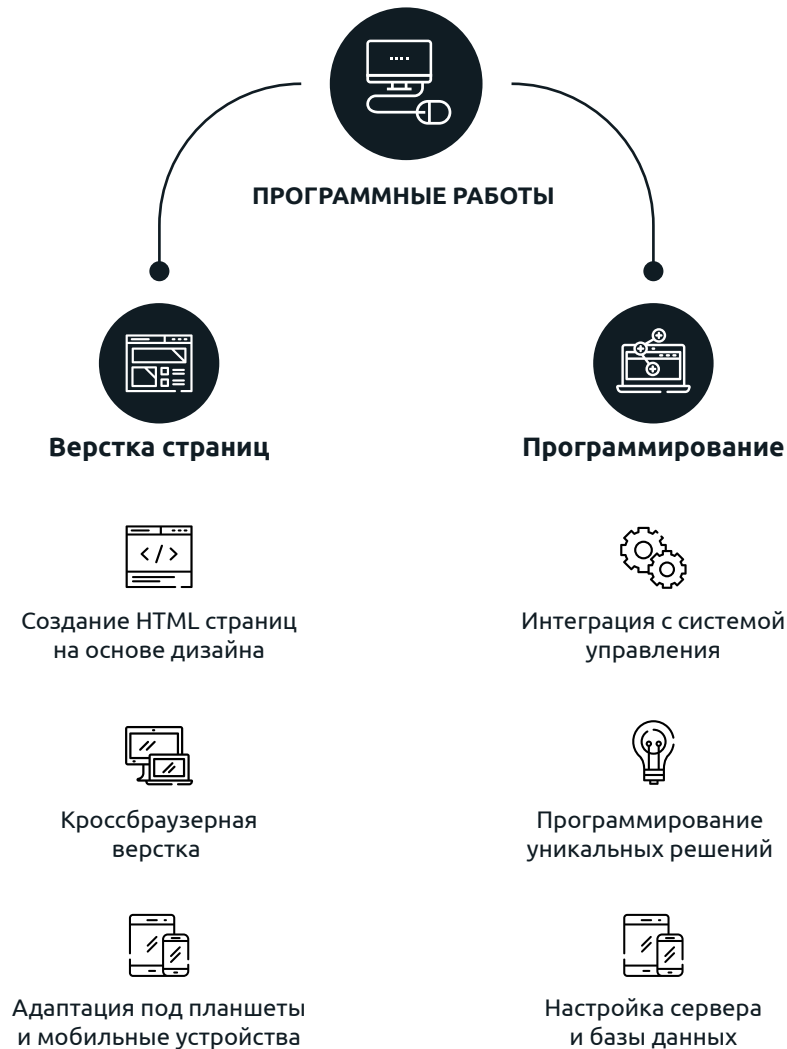 ПРОГРАММНЫЕ РАБОТЫ
Верстка страниц
Создание HTML страниц
на основе дизайна
Кроссбраузерная
верстка
Адаптация под планшеты
и мобильные устройства
Программирование
Интеграция с системой
управления
Программирование
уникальных решений
Настройка сервера
и базы данных